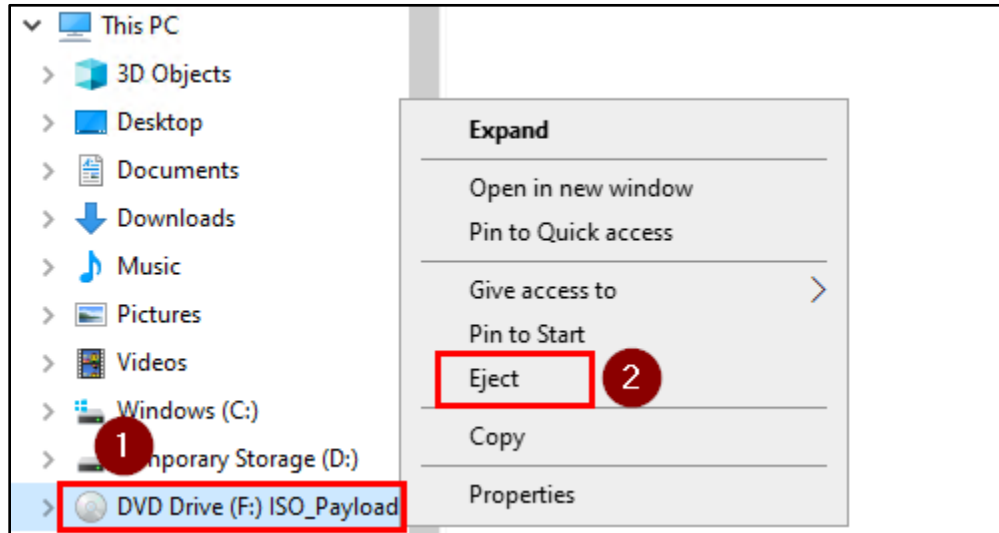 This PC
3D Objects
Desktop
Documents
Downloads
Music
Pictures
Videos
Windows (C:)
1
Storage (D:)
DVD Drive (F:) ISO_Payload
Expand
Open in new window
Pin to Quick access
Give access to
Pin to Start
Eject
2
Copy
Properties